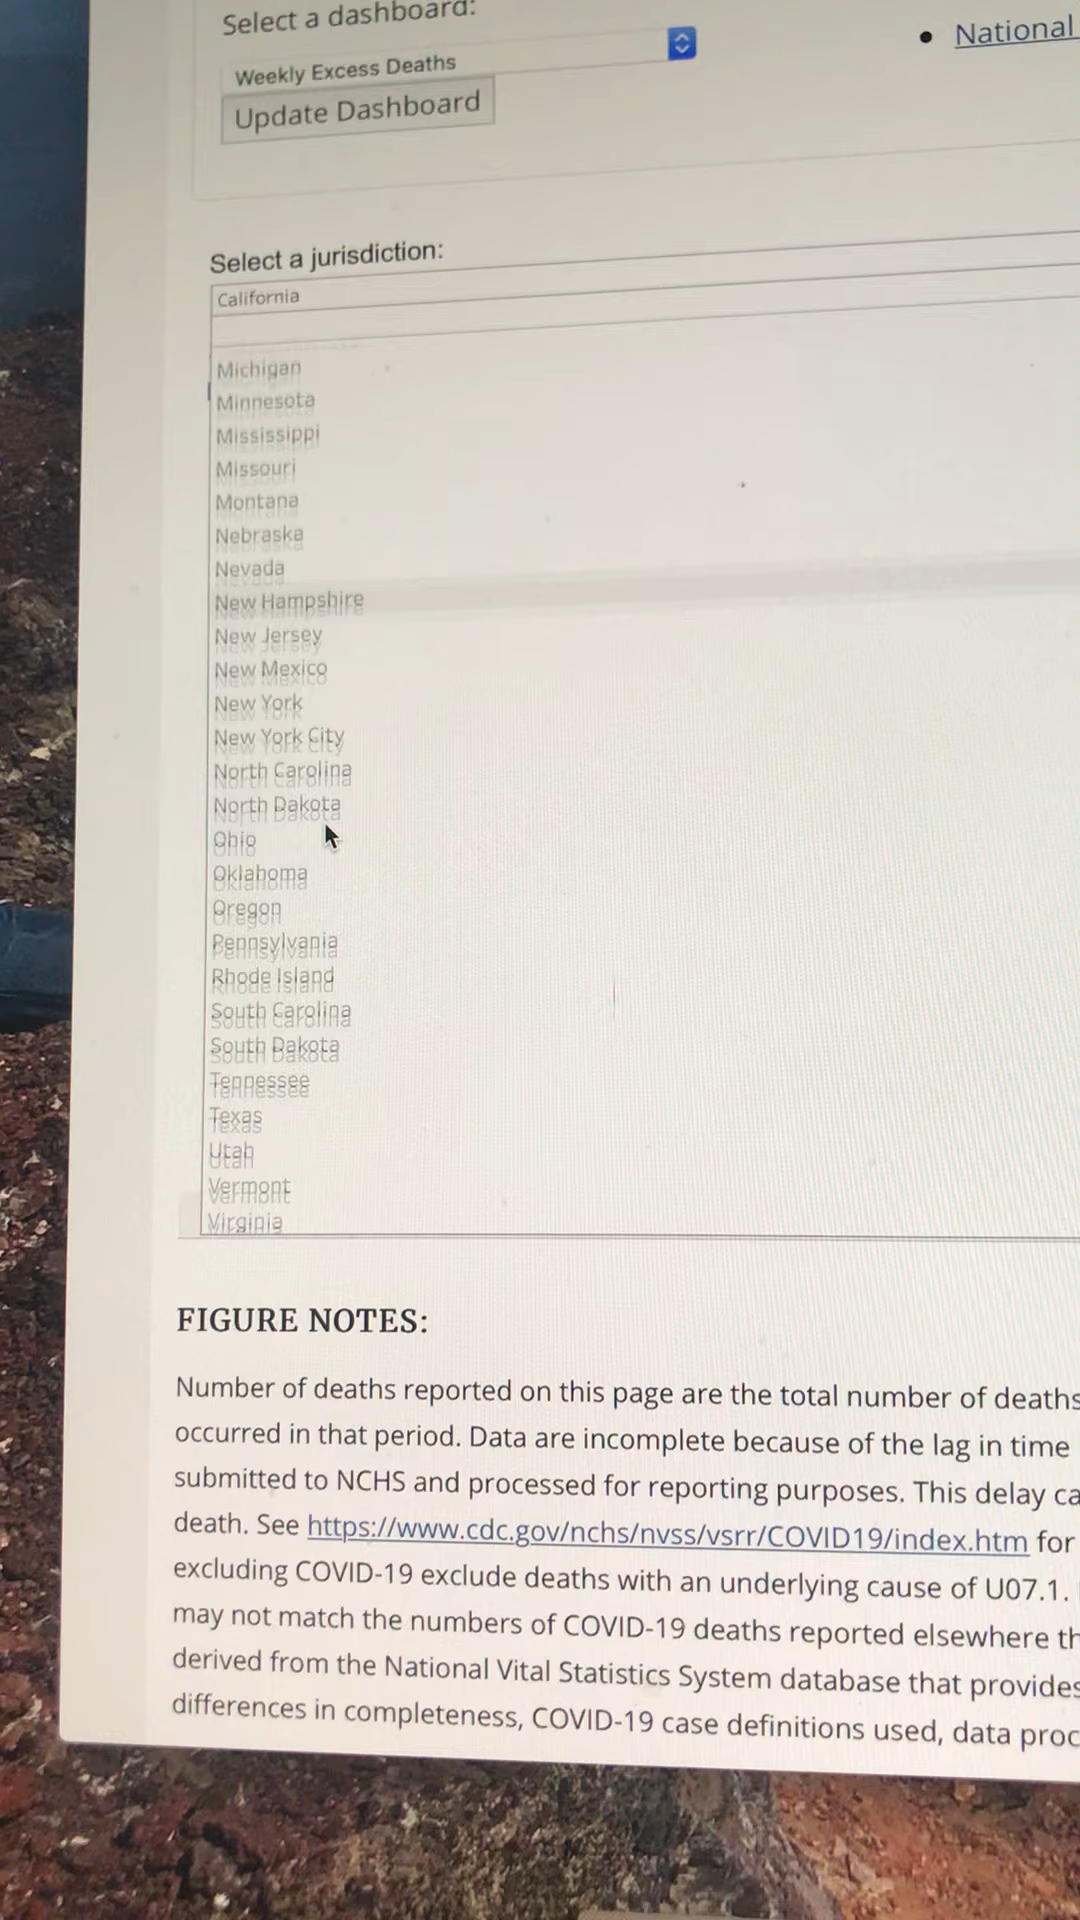 Select a dashboard:
National
Weekly Excess Deaths
Update Dashboard
Select a jurisdiction:
California
Michigan
Minnesota
Mississippi
Missouri
Montana
Nebraska
Nevada
New Hampshire
New Jersey
New Mexico
New York
New York City
North Carolina
North Dakota
Ohio
Oklahoma
Oregon
Pennsylvania
Rhode Island
South Carolina
South Dakota
Tennessee
Texas
Utah
Vermont
Virginia
FIGURE NOTES:
Number of deaths reported on this page are the total number of deaths
occurred in that period. Data are incomplete because of the lag in time
submitted to NCHS and processed for reporting purposes. This delay ca
death. See https://www.cdc.gov/nchs/nvss/vsrr/COVID19/index.htm for
excluding COVID-19 exclude deaths with an underlying cause of U07.1.
may not match the numbers of COVID-19 deaths reported elsewhere th
derived from the National Vital Statistics System database that provides
differences in completeness, COVID-19 case definitions used, data proc